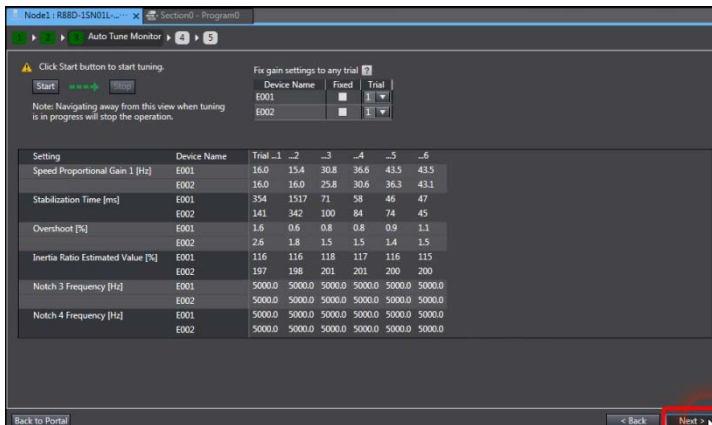 Node1 : R88D-1SN01L-... x Section0 - Program0
1 2 3 Auto Tune Monitor 4 5
Click Start button to start tuning.
Start Stop
Note: Navigating away from this view when tuning
is in progress will stop the operation.
Fix gain settings to any trial ?
Device Name Fixed Trial
E001 1
E002 1
Setting Device Name Trial ...1 ...2 ...3 ...4 ...5 ...6
Speed Proportional Gain 1 [Hz] E001 16.0 15.4 30.8 36.6 43.5 43.5
E002 16.0 16.0 25.8 30.6 36.3 43.1
Stabilization Time [ms] E001 354 1517 71 58 46 47
E002 141 342 100 84 74 45
Overshoot [%] E001 1.6 0.6 0.8 0.8 0.9 1.1
E002 2.6 1.8 1.5 1.5 1.4 1.5
Inertia Ratio Estimated Value [%] E001 116 116 118 117 116 115
E002 197 198 201 201 200 200
Notch 3 Frequency [Hz] E001 5000.0 5000.0 5000.0 5000.0 5000.0 5000.0
E002 5000.0 5000.0 5000.0 5000.0 5000.0 5000.0
Notch 4 Frequency [Hz] E001 5000.0 5000.0 5000.0 5000.0 5000.0 5000.0
E002 5000.0 5000.0 5000.0 5000.0 5000.0 5000.0
Back to Portal < Back Next >